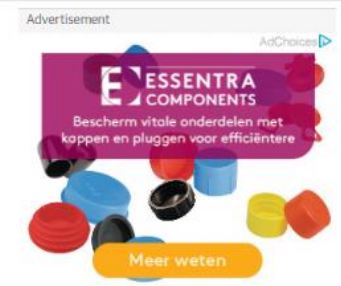 Advertisement
AdChoices
ESSENTRA
COMPONENTS
Bescherm vitale onderdelen met
kappen en pluggen voor efficiëntere
Meer weten